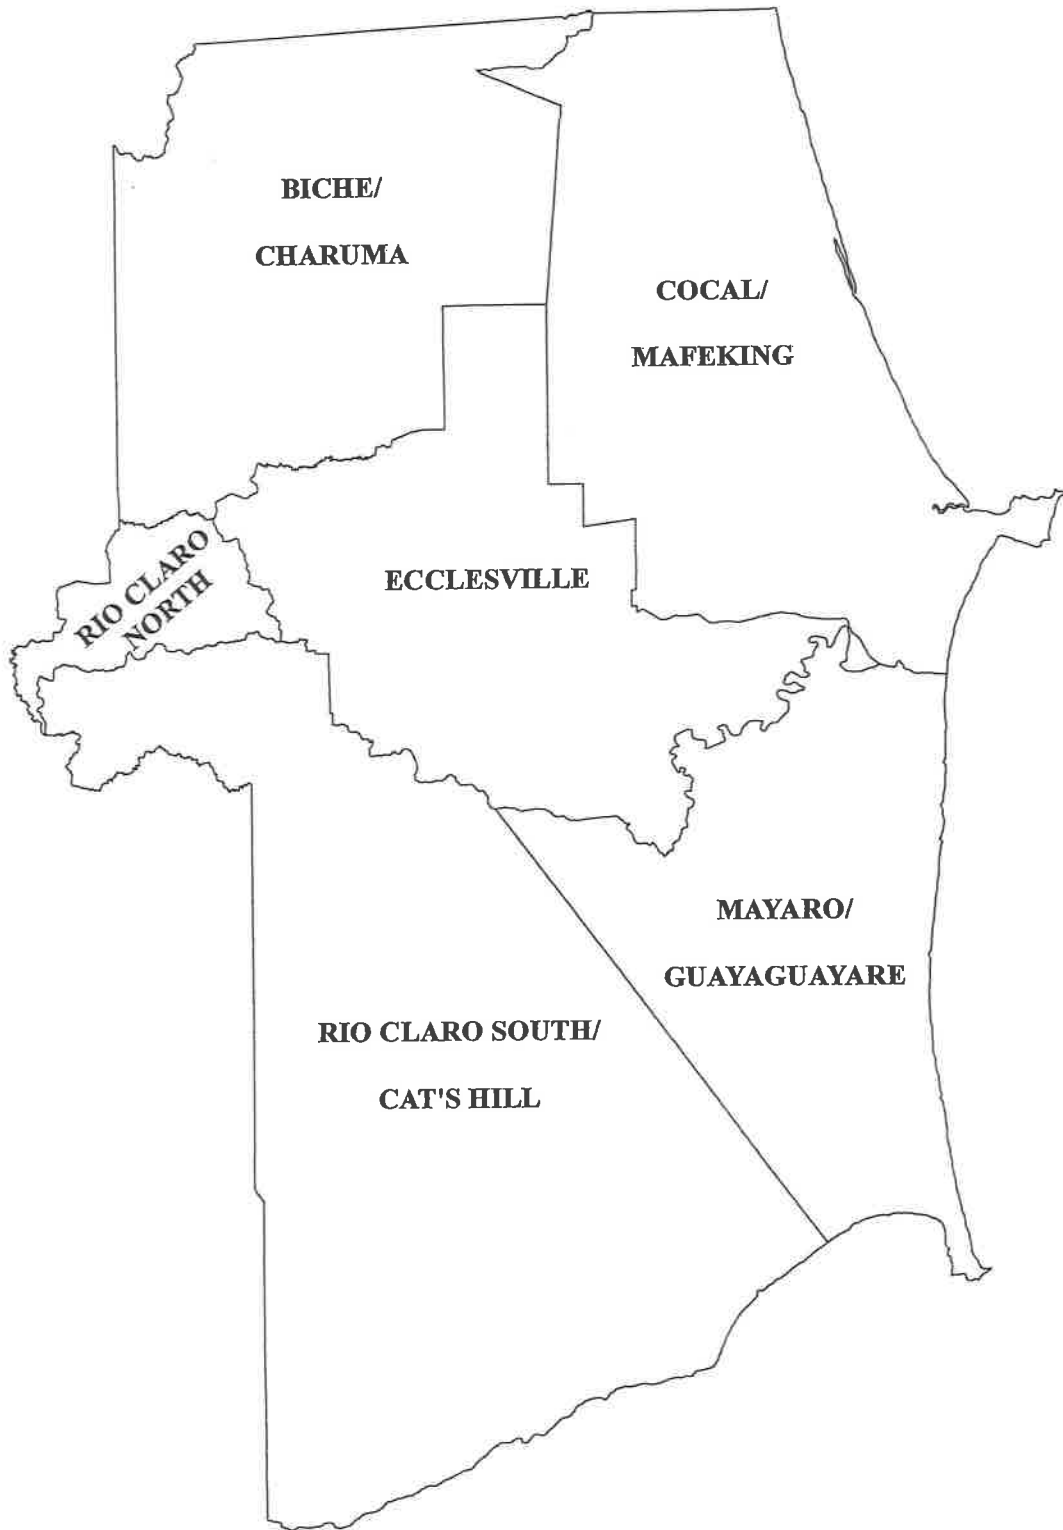 BICHE/
CHARUMA
COCAL/
MAFEKING
RIO CLARO
NORTH
ECCLESVILLE
MAYARO/
GUAYAGUAYARE
RIO CLARO SOUTH/
CAT'S HILL